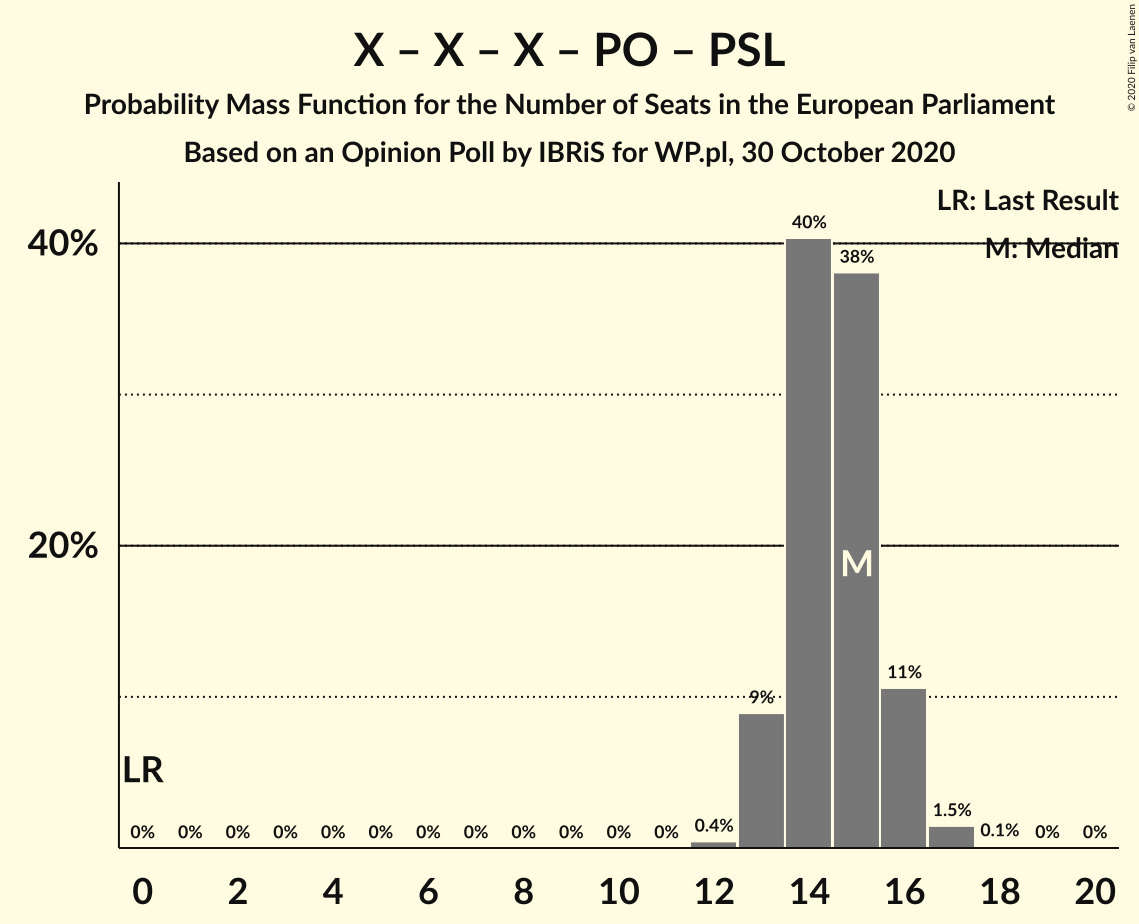 X – X – X – PO – PSL
Probability Mass Function for the Number of Seats in the European Parliament
Based on an Opinion Poll by IBRiS for WP.pl, 30 October 2020
© 2020 Filip van Laenen
LR: Last Result
M: Median
40%
20%
40%
38%
M
11%
9%
LR
1.5%
0% 0% 0% 0% 0% 0% 0% 0% 0% 0% 0% 0% 0.4% 0.1% 0% 0%
0 2 4 6 8 10 12 14 16 18 20